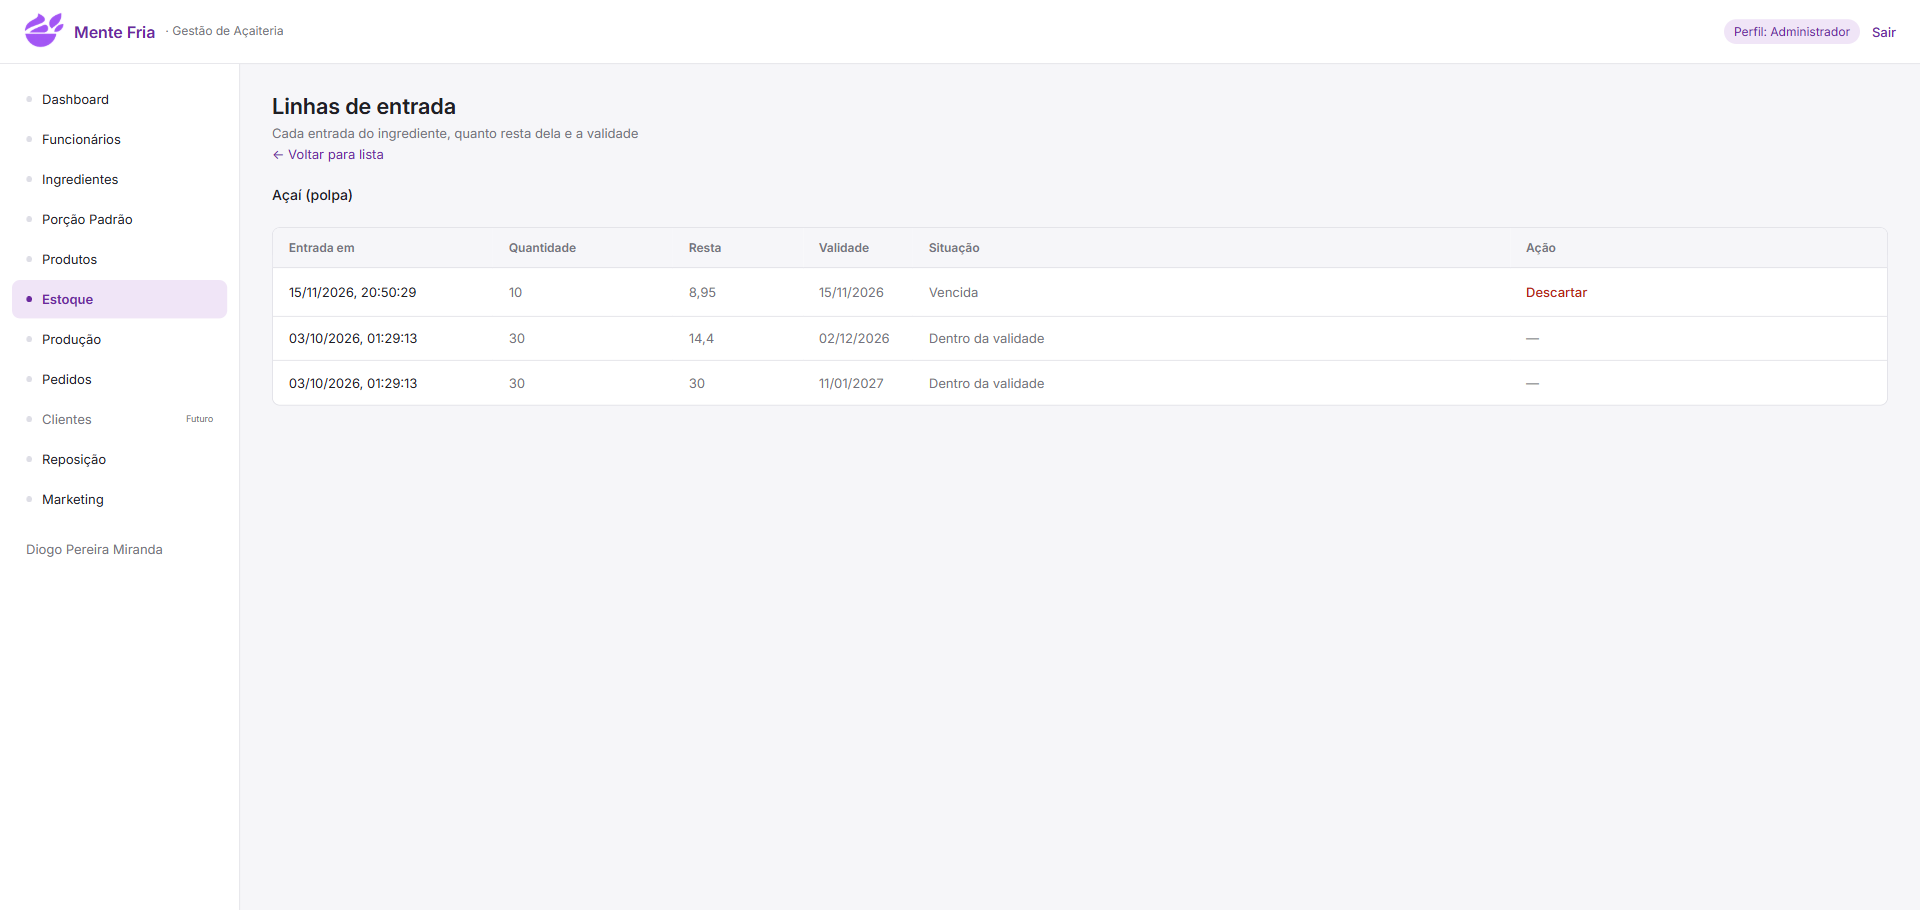 Mente Fria · Gestão de Açaiteria
Perfil: Administrador Sair
Dashboard
Funcionários
Ingredientes
Porção Padrão
Produtos
Estoque
Produção
Pedidos
Clientes Futuro
Reposição
Marketing
Diogo Pereira Miranda
Linhas de entrada
Cada entrada do ingrediente, quanto resta dela e a validade
← Voltar para lista
Açaí (polpa)
Entrada em Quantidade Resta Validade Situação Ação
15/11/2026, 20:50:29 10 8,95 15/11/2026 Vencida Descartar
03/10/2026, 01:29:13 30 14,4 02/12/2026 Dentro da validade —
03/10/2026, 01:29:13 30 30 11/01/2027 Dentro da validade —